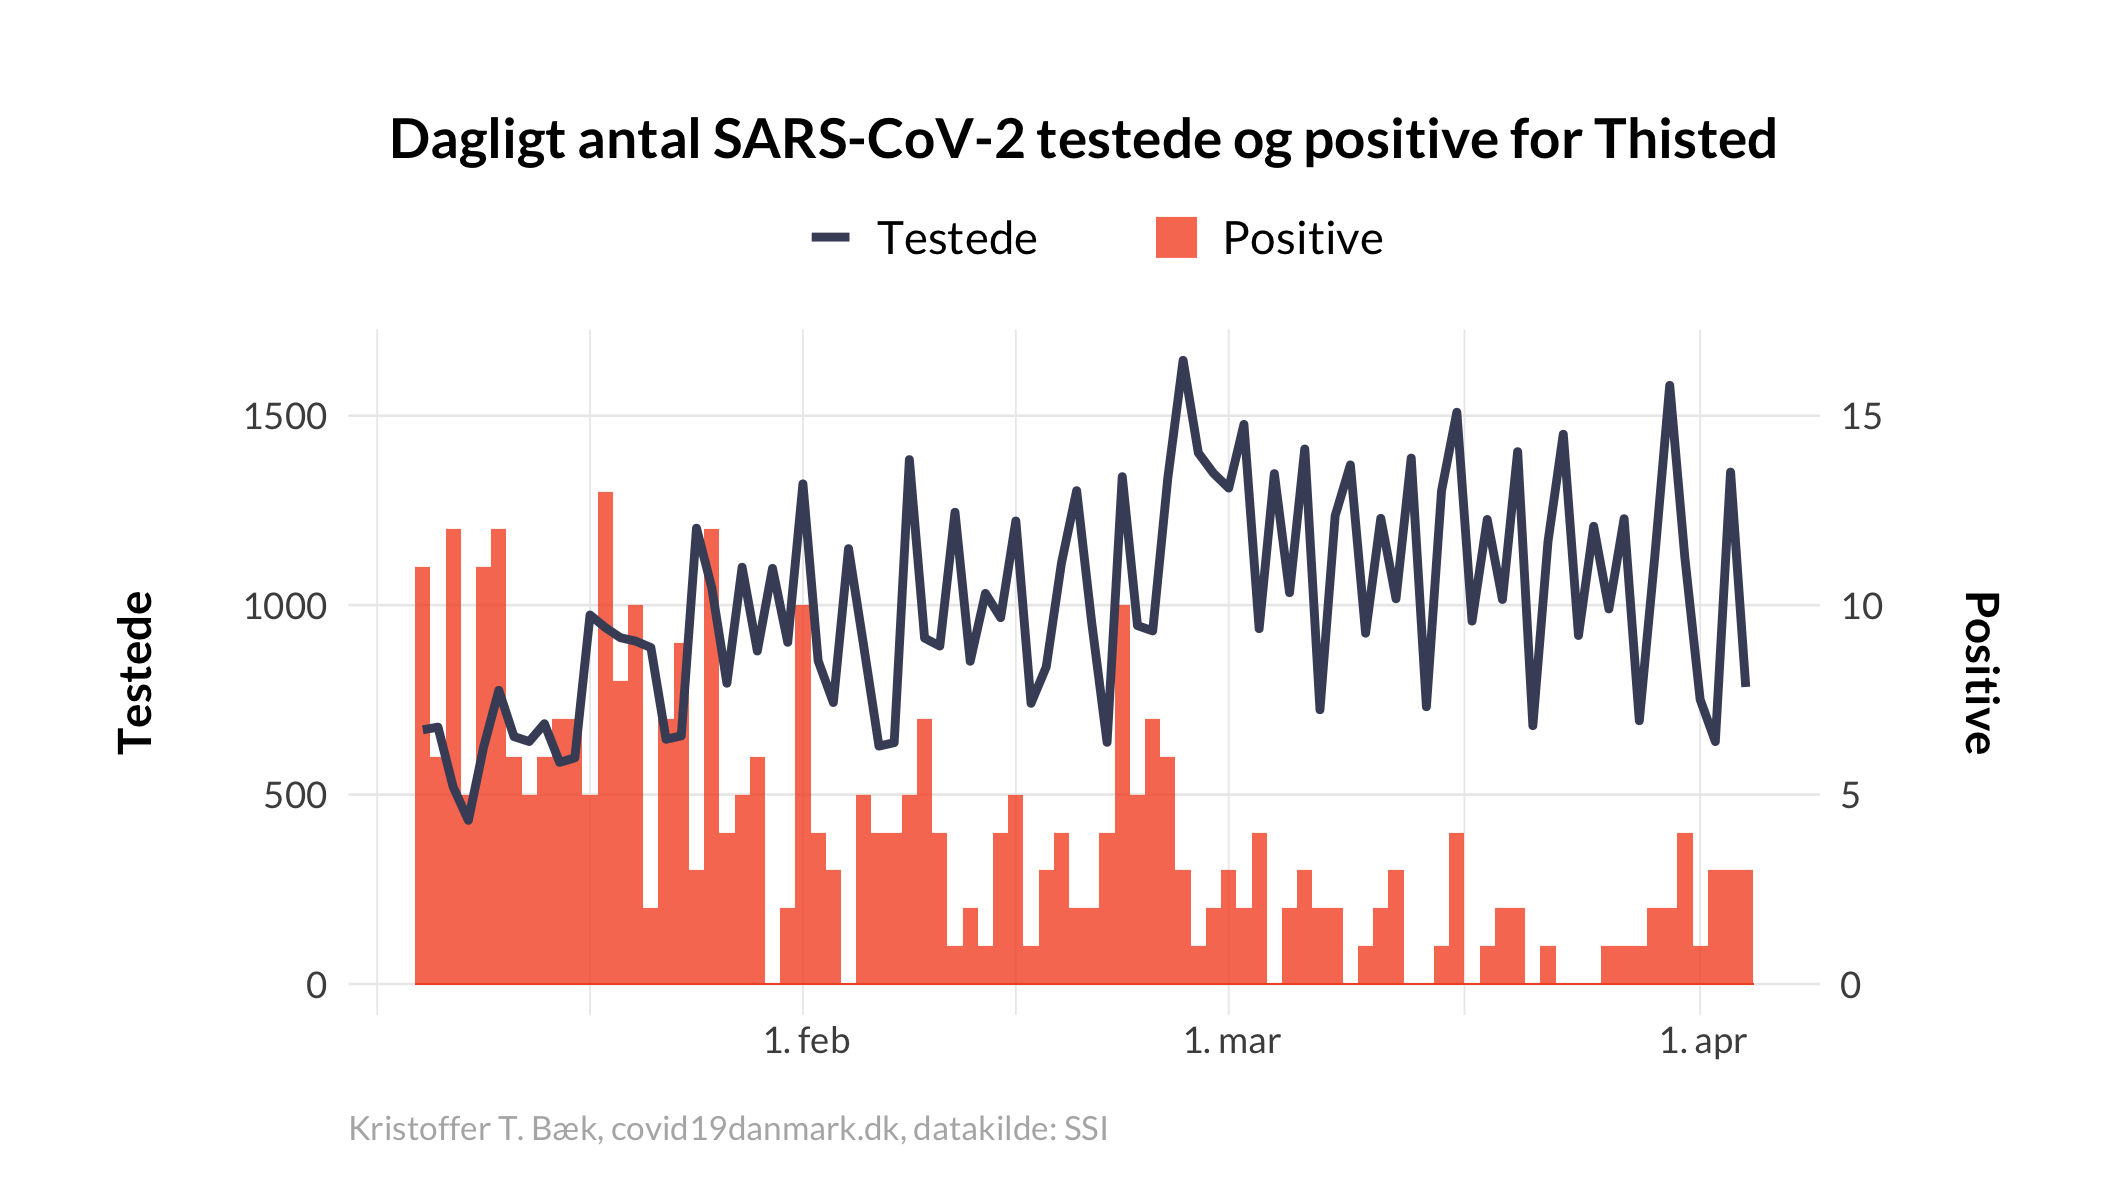 Dagligt antal SARS-CoV-2 testede og positive for Thisted
Testede
Positive
1500
1000
500
0
Testede
15
10
5
0
Positive
1. feb
1. mar
1. apr
Kristoffer T. Bæk, covid19danmark.dk, datakilde: SSI